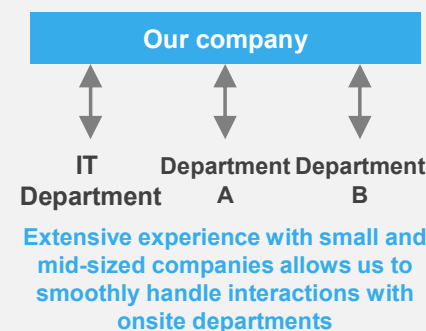 Our company
IT
Department
Department
A
Department
B
Extensive experience with small and
mid-sized companies allows us to
smoothly handle interactions with
onsite departments